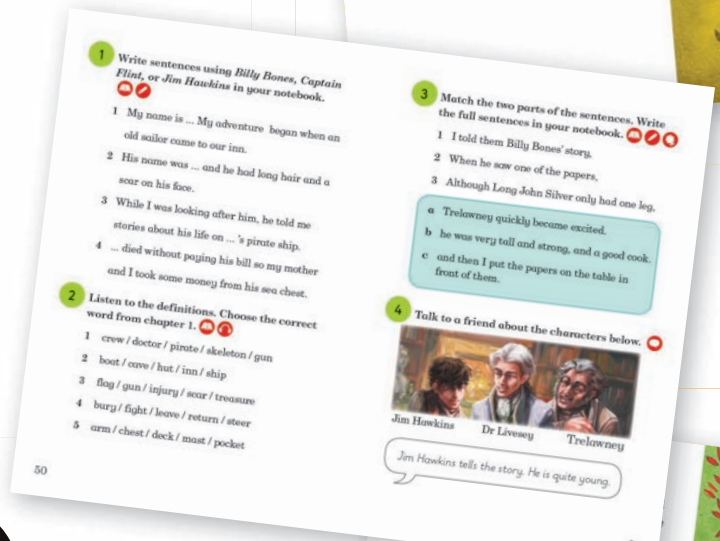 1 Write sentences using Billy Bones, Captain
Flint, or Jim Hawkins in your notebook.
1 My name is ... My adventure began when an
old sailor came to our inn.
2 His name was ... and he had long hair and a
scar on his face.
3 While I was looking after him, he told me
stories about his life on ... 's pirate ship.
4 ... died without paying his bill so my mother
and I took some money from his sea chest.
2 Listen to the definitions. Choose the correct
word from chapter 1.
1 crew / doctor / pirate / skeleton / gun
2 boat / cave / hut / inn / ship
3 flag / gun / injury / scar / treasure
4 bury / fight / leave / return / steer
5 arm / chest / deck / mast / pocket
50
3 Match the two parts of the sentences. Write
the full sentences in your notebook.
1 I told them Billy Bones' story,
2 When he saw one of the papers,
3 Although Long John Silver only had one leg,
a Trelawney quickly became excited.
b he was very tall and strong, and a good cook.
c and then I put the papers on the table in
front of them.
4 Talk to a friend about the characters below.
Jim Hawkins Dr Livesey Trelawney
Jim Hawkins tells the story. He is quite young.